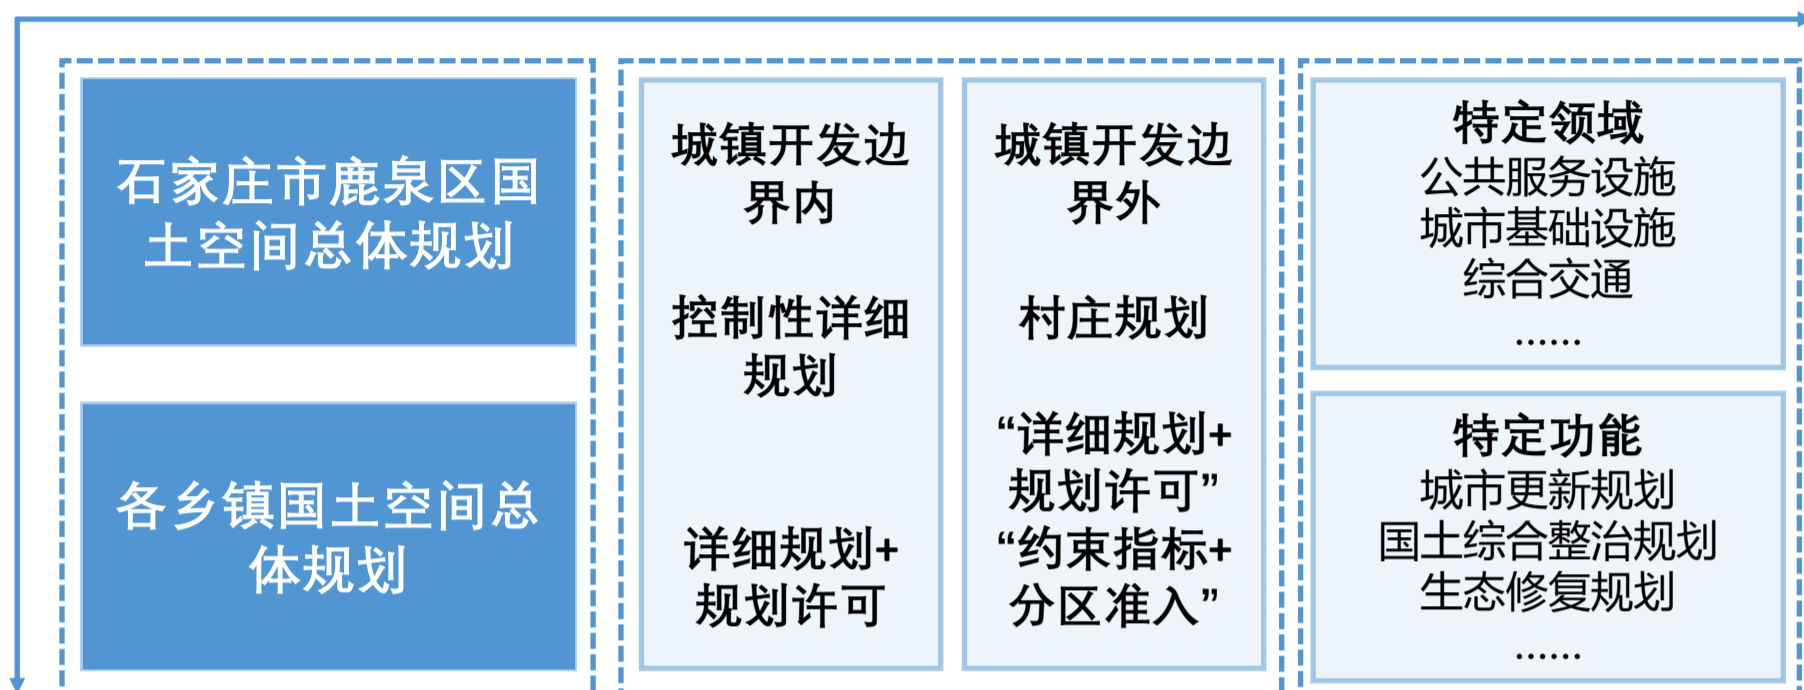 石家庄市鹿泉区国
土空间总体规划
各乡镇国土空间总
体规划
城镇开发边
界内
控制性详细
规划
详细规划+
规划许可
城镇开发边
界外
村庄规划
“详细规划+
规划许可”
“约束指标+
分区准入”
特定领域
公共服务设施
城市基础设施
综合交通
……
特定功能
城市更新规划
国土综合整治规划
生态修复规划
……